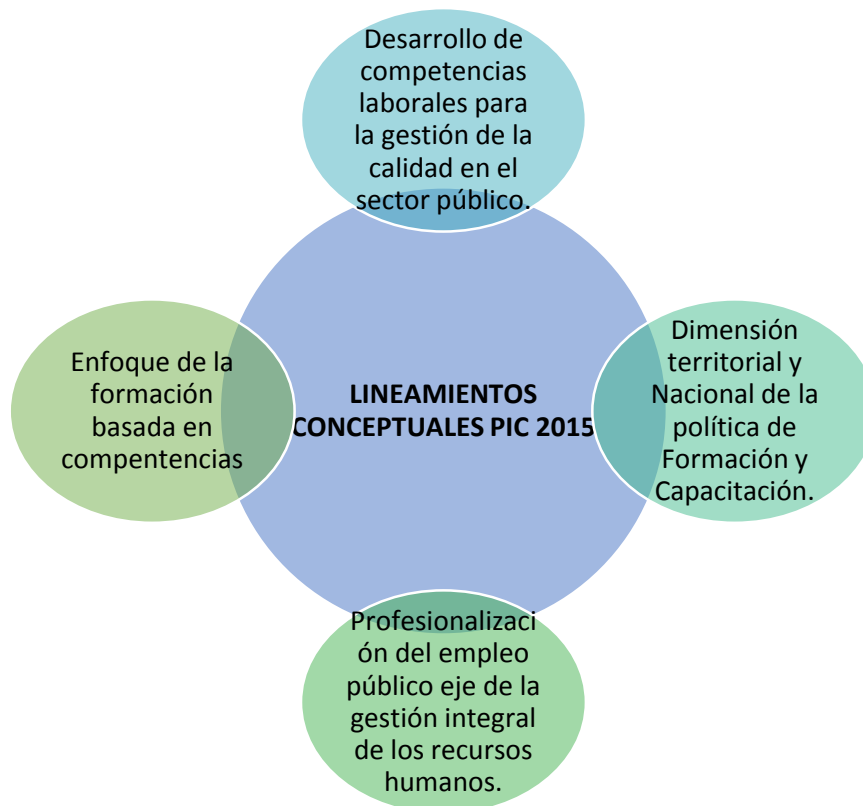 Desarrollo de
competencias
laborales para
la gestión de la
calidad en el
sector público.
Enfoque de la
formación
basada en
compentencias
LINEAMIENTOS
CONCEPTUALES PIC 2015
Dimensión
territorial y
Nacional de la
política de
Formación y
Capacitación.
Profesionalizaci
ón del empleo
público eje de la
gestión integral
de los recursos
humanos.